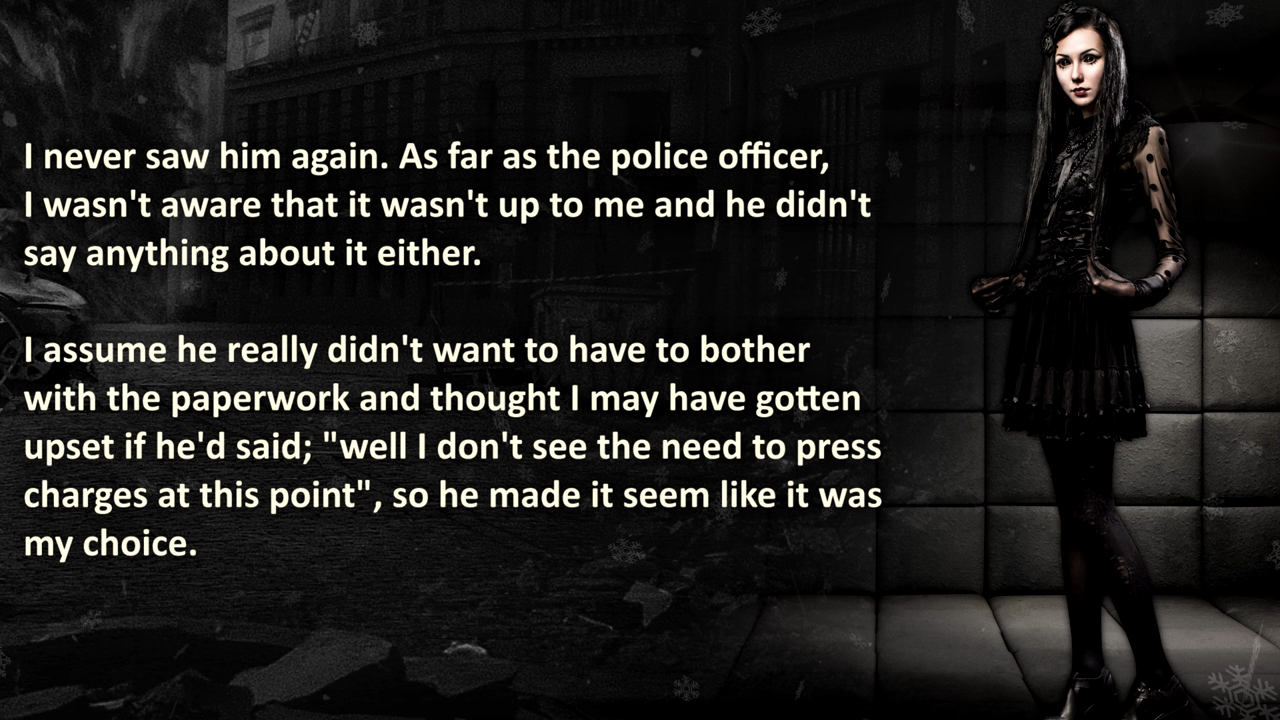 I never saw him again. As far as the police officer,
I wasn't aware that it wasn't up to me and he didn't
say anything about it either.
I assume he really didn't want to have to bother
with the paperwork and thought I may have gotten
upset if he'd said; "well I don't see the need to press
charges at this point", so he made it seem like it was
my choice.